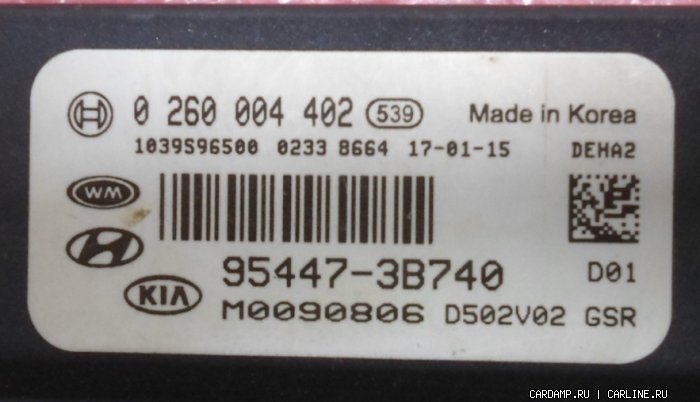 0 260 004 402 539 Made in Korea
1039S96500 0233 8664 17-01-15 DEHA2
WM
95447-3B740 D01
KIA
M0090806 D502V02 GSR
CARDAMP.RU | CARLINE.RU